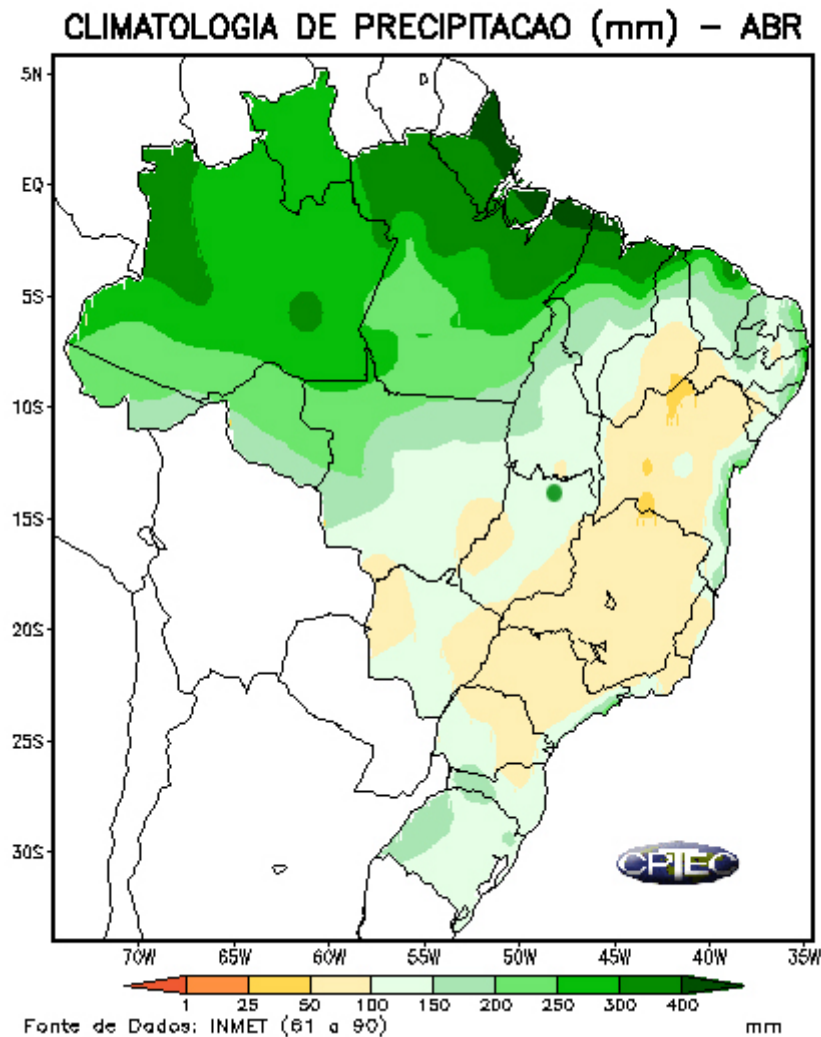 CLIMATOLOGIA DE PRECIPITACAO (mm) – ABR
5N
EQ
5S
10S
15S
20S
25S
30S
CPTEC
70W 65W 60W 55W 50W 45W 40W 35W
1 25 50 100 150 200 250 300 400
Fonte de Dados: INMET (61 a 90) mm